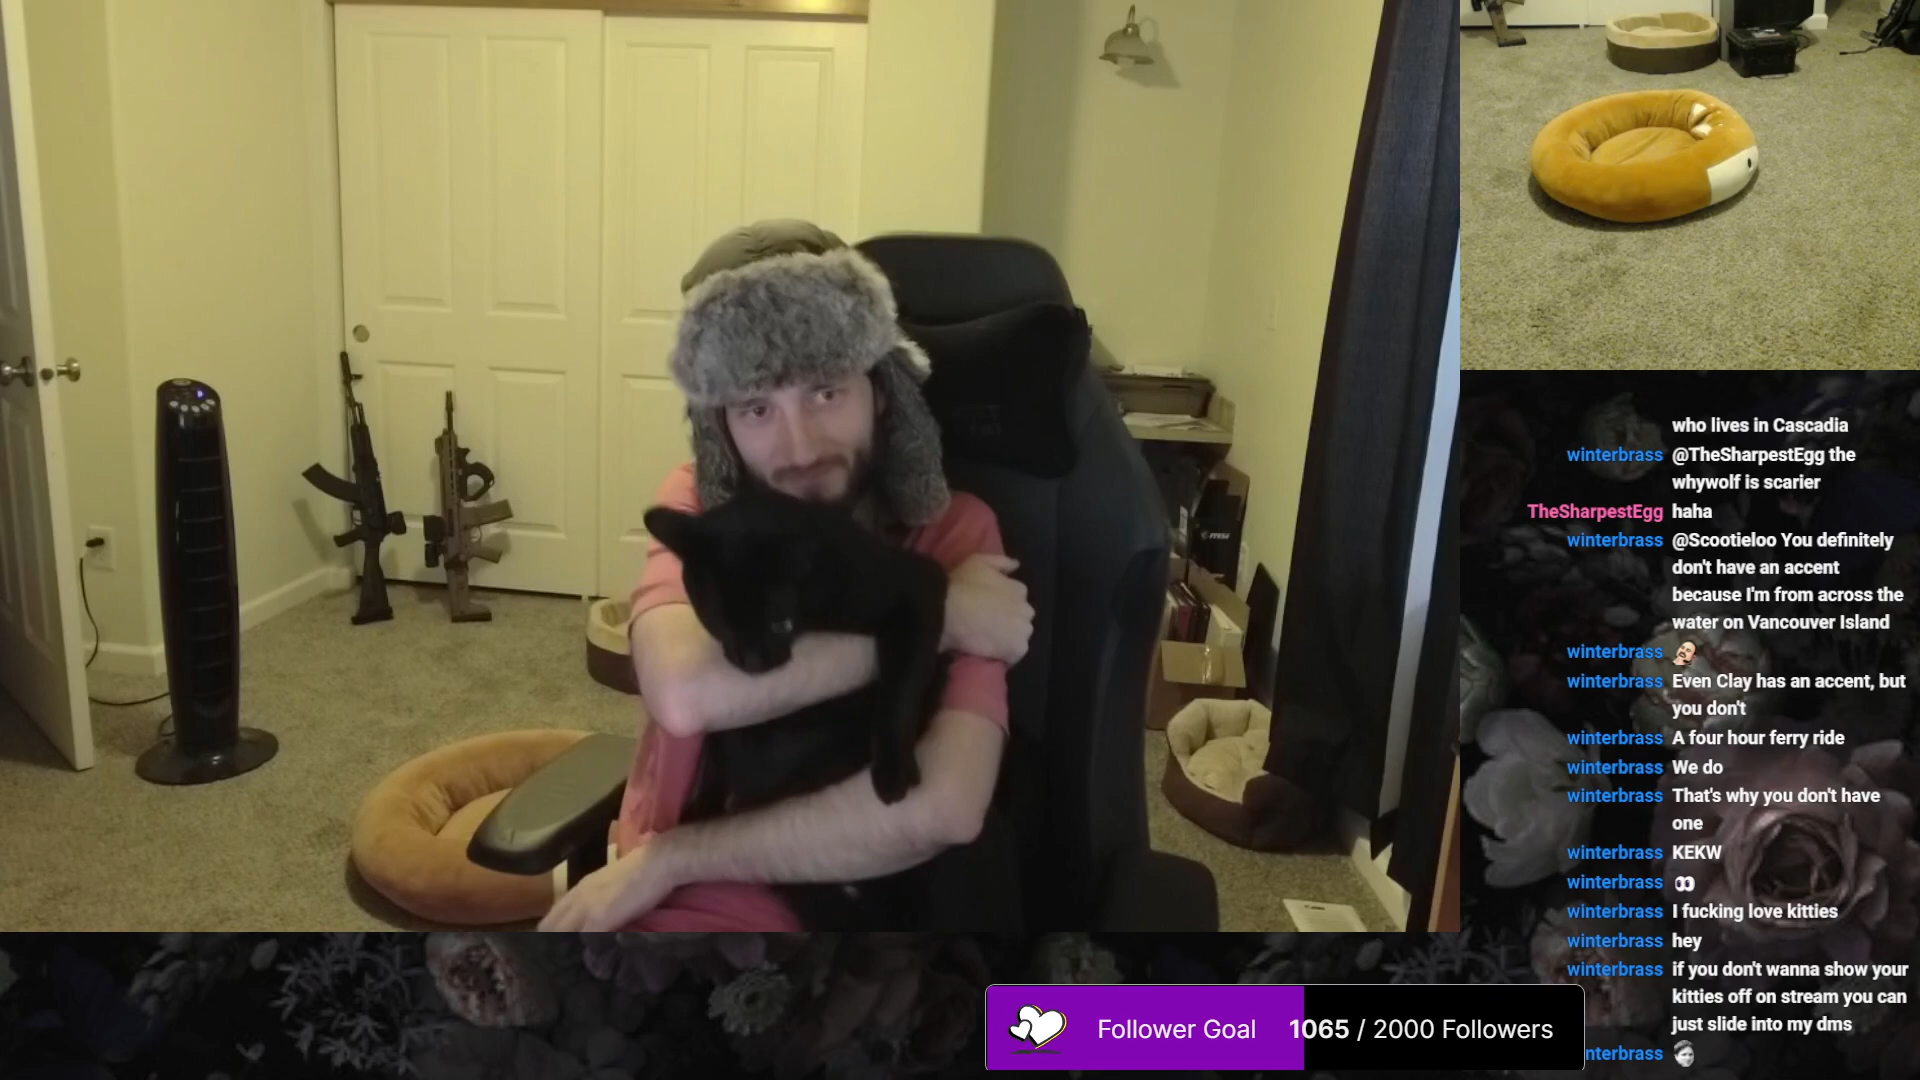 who lives in Cascadia
winterbrass @TheSharpestEgg the
whywolf is scarier
TheSharpestEgg haha
winterbrass @Scootieloo You definitely
don't have an accent
because I'm from across the
water on Vancouver Island
winterbrass
winterbrass Even Clay has an accent, but
you don't
winterbrass A four hour ferry ride
winterbrass We do
winterbrass That's why you don't have
one
winterbrass KEKW
winterbrass
winterbrass I fucking love kitties
winterbrass hey
winterbrass if you don't wanna show your
kitties off on stream you can
just slide into my dms
nterbrass
Follower Goal 1065 / 2000 Followers
msi